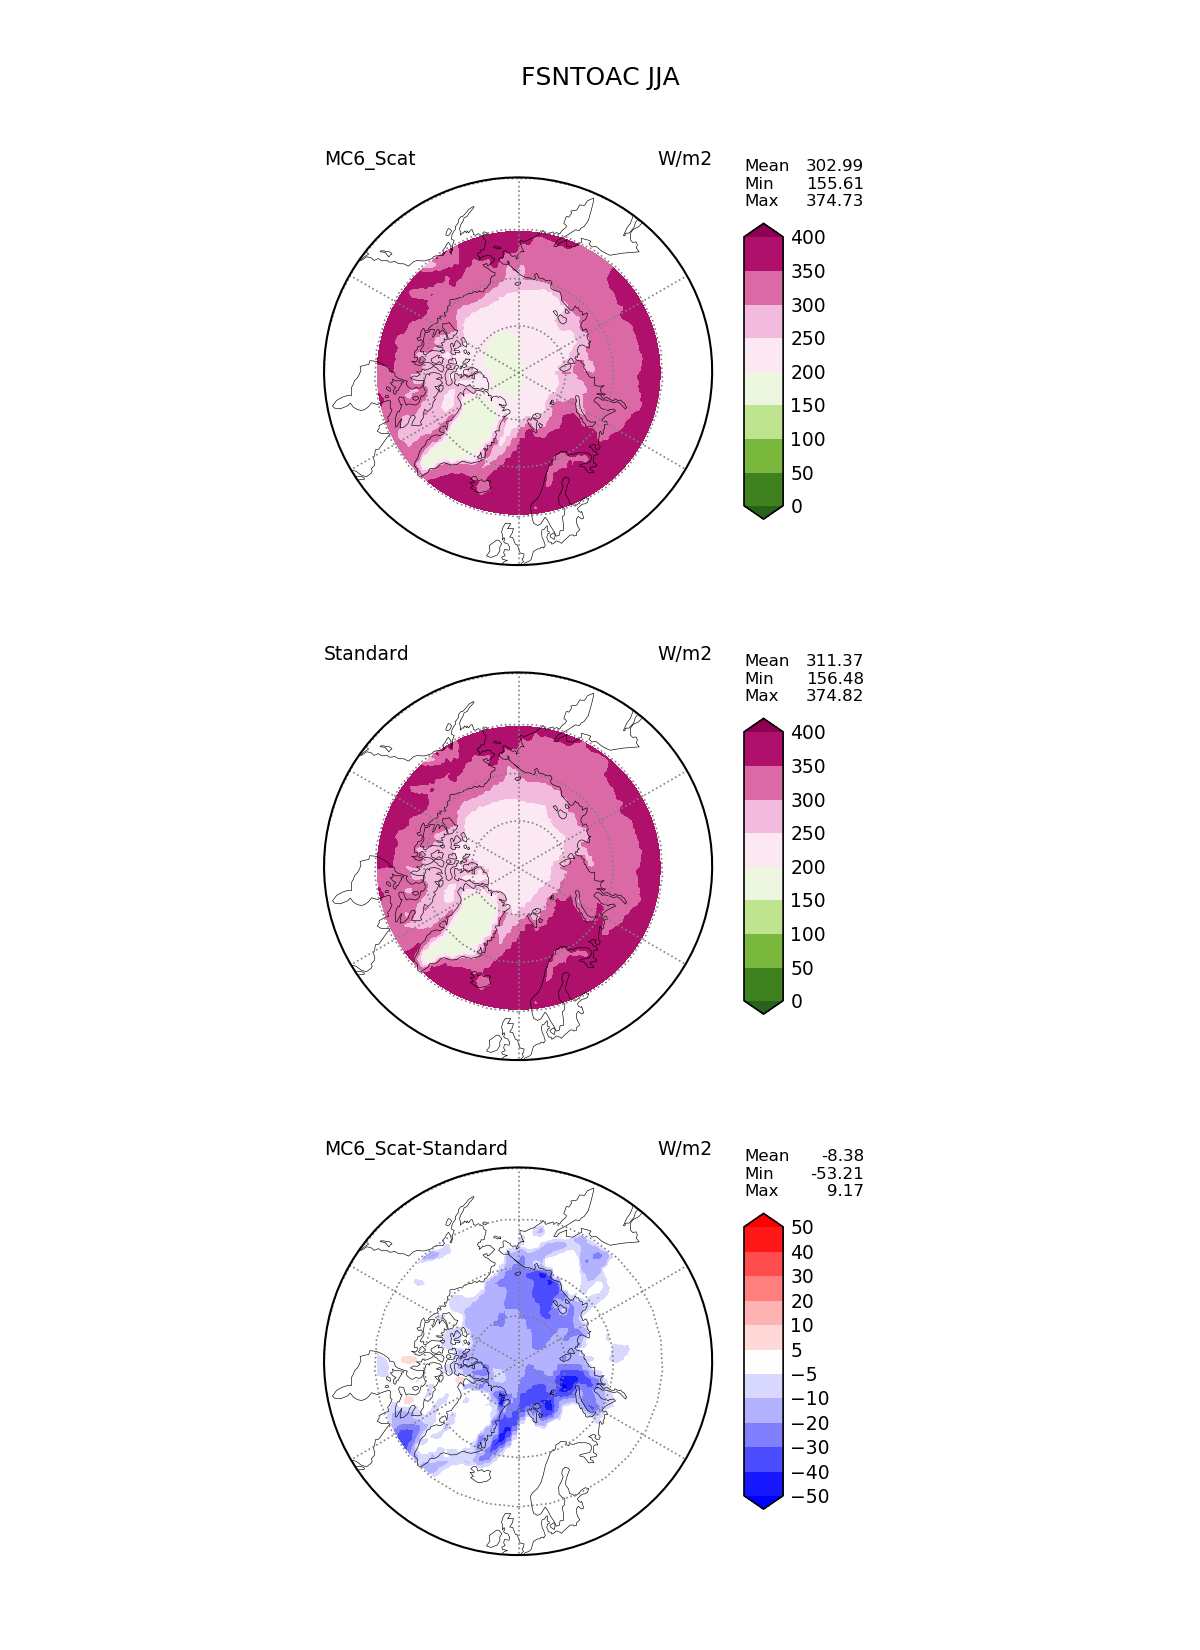 FSNTOAC JJA
MC6_Scat W/m2
Mean 302.99
Min 155.61
Max 374.73
400
350
300
250
200
150
100
50
0
Standard W/m2
Mean 311.37
Min 156.48
Max 374.82
400
350
300
250
200
150
100
50
0
MC6_Scat-Standard W/m2
Mean -8.38
Min -53.21
Max 9.17
50
40
30
20
10
5
−5
−10
−20
−30
−40
−50